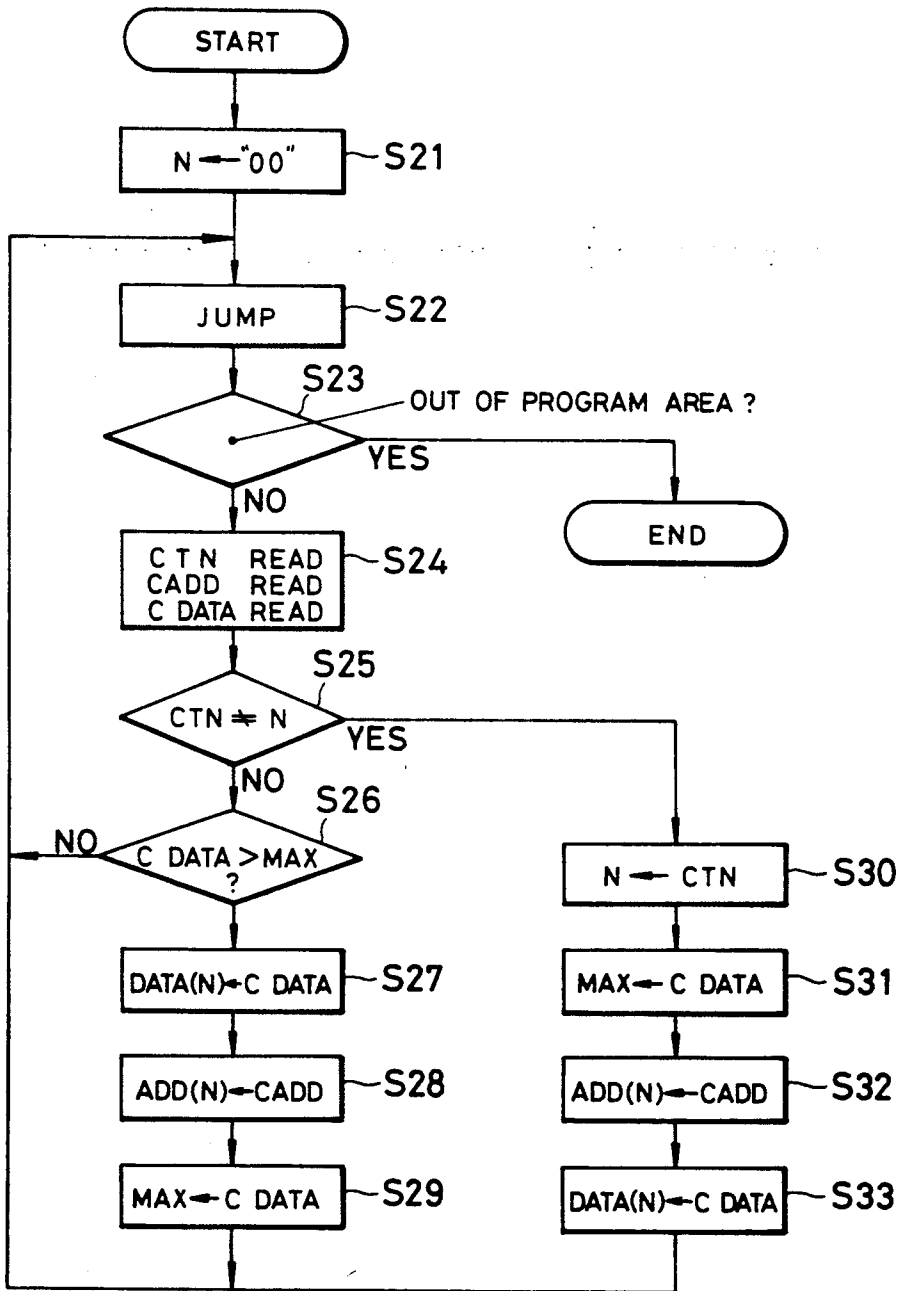 START
N ← "00"
S21
JUMP
S22
S23
OUT OF PROGRAM AREA ?
YES
NO
END
CTN READ
CADD READ
C DATA READ
S24
S25
CTN ≠ N
YES
NO
S26
NO
C DATA > MAX
?
N ← CTN
S30
DATA(N) ← C DATA
S27
MAX ← C DATA
S31
ADD(N) ← CADD
S28
ADD(N) ← CADD
S32
MAX ← C DATA
S29
DATA(N) ← C DATA
S33